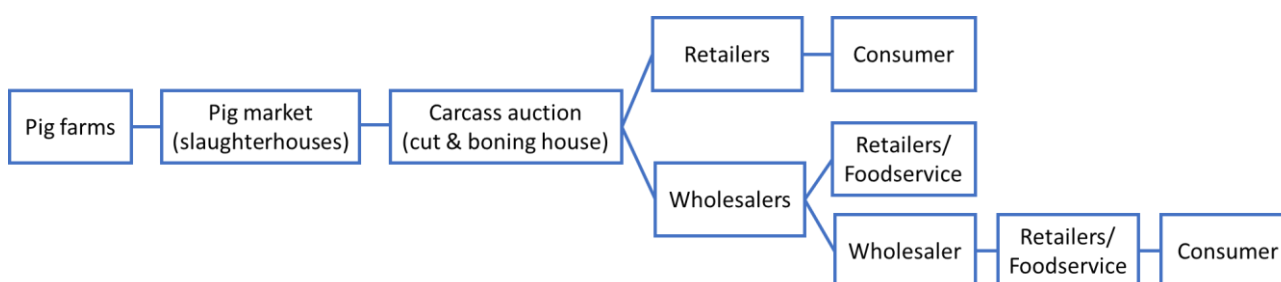 Pig farms
Pig market
(slaughterhouses)
Carcass auction
(cut & boning house)
Retailers
Consumer
Wholesalers
Retailers/
Foodservice
Wholesaler
Retailers/
Foodservice
Consumer